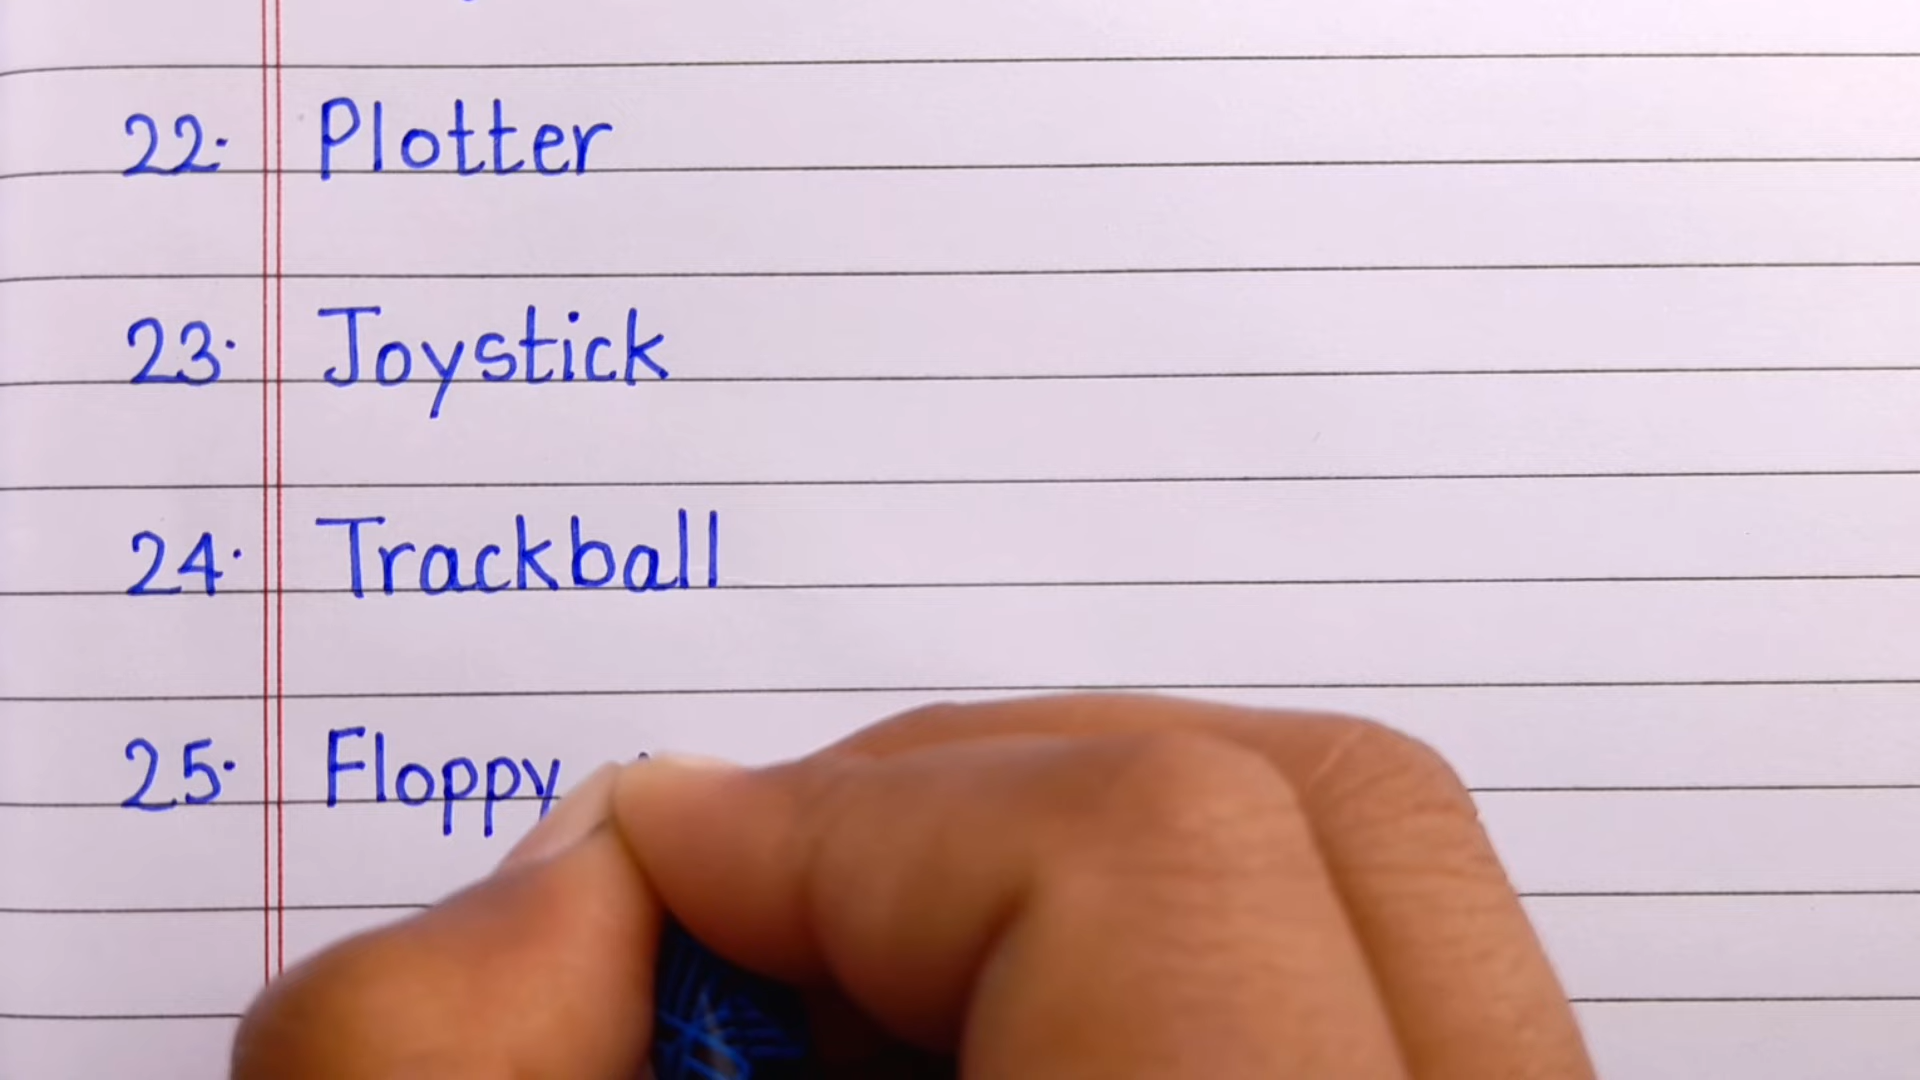 22. Plotter
23. Joystick
24. Trackball
25. Floppy